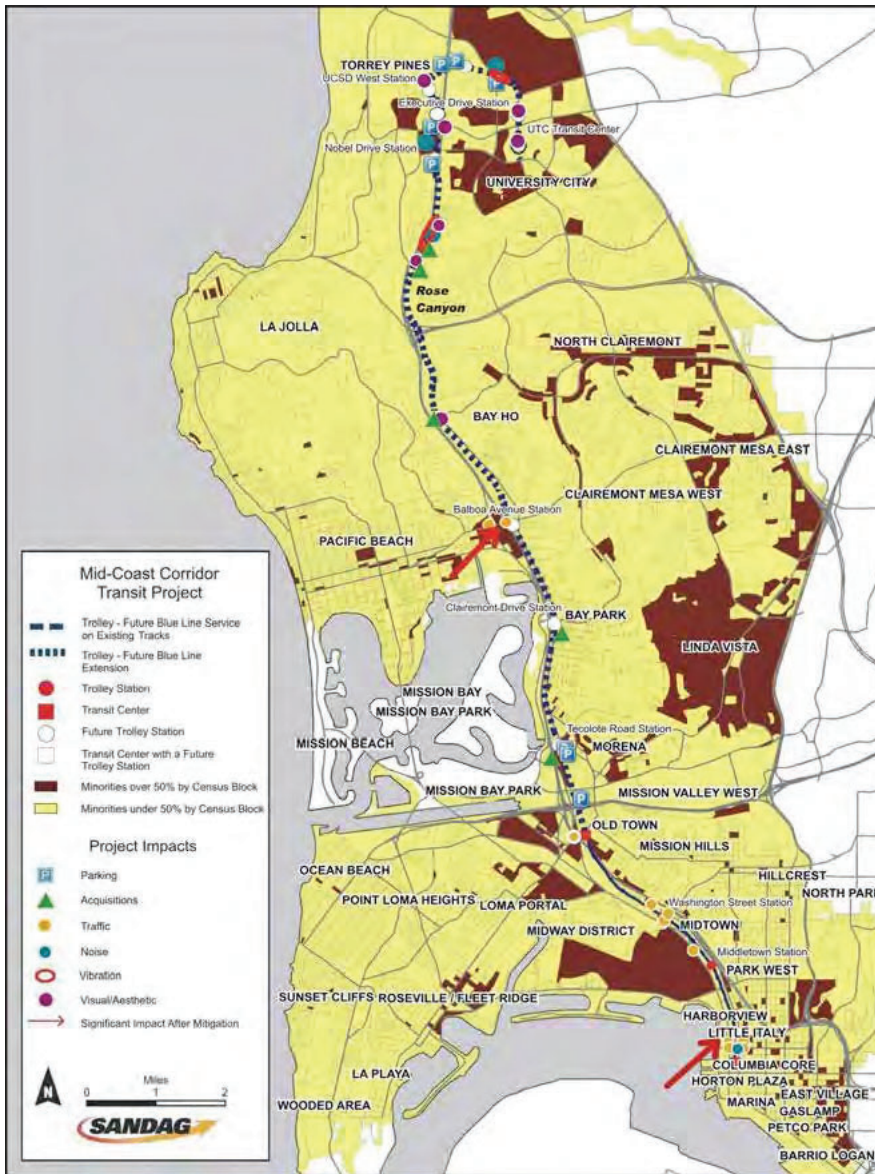 TORREY PINES
UCSD West Station
Executive Drive Station
UTC Transit Center
Nobel Drive Station
UNIVERSITY CITY
Rose
Canyon
LA JOLLA
NORTH CLAIREMONT
BAY HO
CLAIREMONT MESA EAST
CLAIREMONT MESA WEST
Balboa Avenue Station
PACIFIC BEACH
Clairemont Drive Station
BAY PARK
LINDA VISTA
MISSION BAY
MISSION BAY PARK
MISSION BEACH
Tecolote Road Station
MORENA
MISSION BAY PARK
MISSION VALLEY WEST
OLD TOWN
MISSION HILLS
OCEAN BEACH
HILLCREST
POINT LOMA HEIGHTS
LOMA PORTAL
NORTH PARK
Washington Street Station
MIDWAY DISTRICT
MIDTOWN
Middletown Station
PARK WEST
SUNSET CLIFFS
ROSEVILLE / FLEET RIDGE
HARBORVIEW
LITTLE ITALY
LA PLAYA
COLUMBIA CORE
HORTON PLAZA
EAST VILLAGE
MARINA
GASLAMP
WOODED AREA
PETCO PARK
BARRIO LOGAN
Mid-Coast Corridor
Transit Project
Trolley - Future Blue Line Service
on Existing Tracks
Trolley - Future Blue Line
Extension
Trolley Station
Transit Center
Future Trolley Station
Transit Center with a Future
Trolley Station
Minorities over 50% by Census Block
Minorities under 50% by Census Block
Project Impacts
P Parking
Acquisitions
Traffic
Noise
Vibration
Visual/Aesthetic
Significant Impact After Mitigation
N
Miles
0 1 2
SANDAG